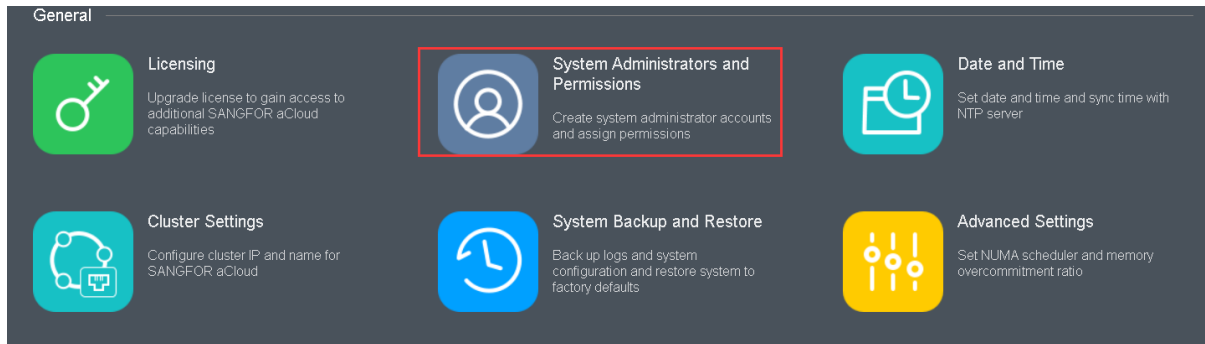 General
Licensing
Upgrade license to gain access to
additional SANGFOR aCloud
capabilities
System Administrators and
Permissions
Create system administrator accounts
and assign permissions
Date and Time
Set date and time and sync time with
NTP server
Cluster Settings
Configure cluster IP and name for
SANGFOR aCloud
System Backup and Restore
Back up logs and system
configuration and restore system to
factory defaults
Advanced Settings
Set NUMA scheduler and memory
overcommitment ratio